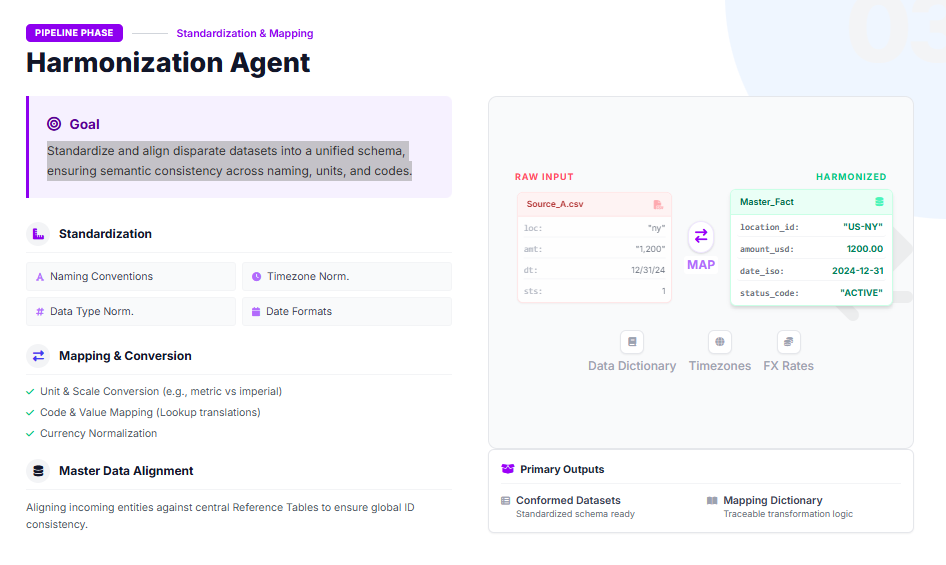 PIPELINE PHASE
Standardization & Mapping
03
Harmonization Agent
Goal
Standardize and align disparate datasets into a unified schema,
ensuring semantic consistency across naming, units, and codes.
Standardization
Naming Conventions
Timezone Norm.
Data Type Norm.
Date Formats
Mapping & Conversion
Unit & Scale Conversion (e.g., metric vs imperial)
Code & Value Mapping (Lookup translations)
Currency Normalization
Master Data Alignment
Aligning incoming entities against central Reference Tables to ensure global ID
consistency.
RAW INPUT
Source_A.csv
loc: "ny"
amt: "1,200"
dt: 12/31/24
sts: 1
MAP
HARMONIZED
Master_Fact
location_id: "US-NY"
amount_usd: 1200.00
date_iso: 2024-12-31
status_code: "ACTIVE"
Data Dictionary
Timezones
FX Rates
Primary Outputs
Conformed Datasets
Standardized schema ready
Mapping Dictionary
Traceable transformation logic